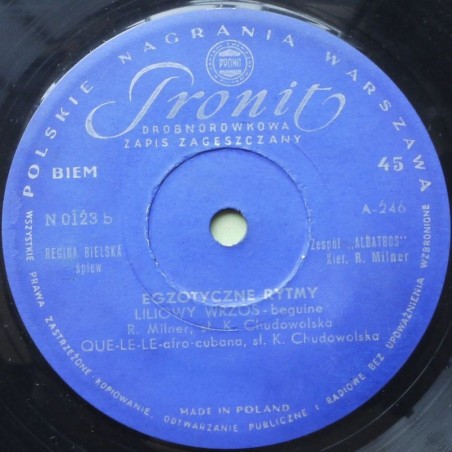 POLSKIE NAGRANIA WARSZAWA
PRONIT
Pronit
DROBNOROWKOWA
ZAPIS ZAGĘSZCZANY
BIEM
45
N 0123 b
A-246
REGINA BIELSKA
śpiew
Zespół „ALBATROS”
Kier. R. Milner
EGZOTYCZNE RYTMY
LILIOWY WRZOS - beguine
R. Milner, sł. K. Chudowolska
QUE-LE-LE-afro-cubana, sł. K. Chudowolska
MADE IN POLAND
WSZYSTKIE PRAWA ZASTRZEŻONE KOPIOWANIE, ODTWARZANIE PUBLICZNE I RADIOWE BEZ UPOWAŻNIENIA WZBRONIONE